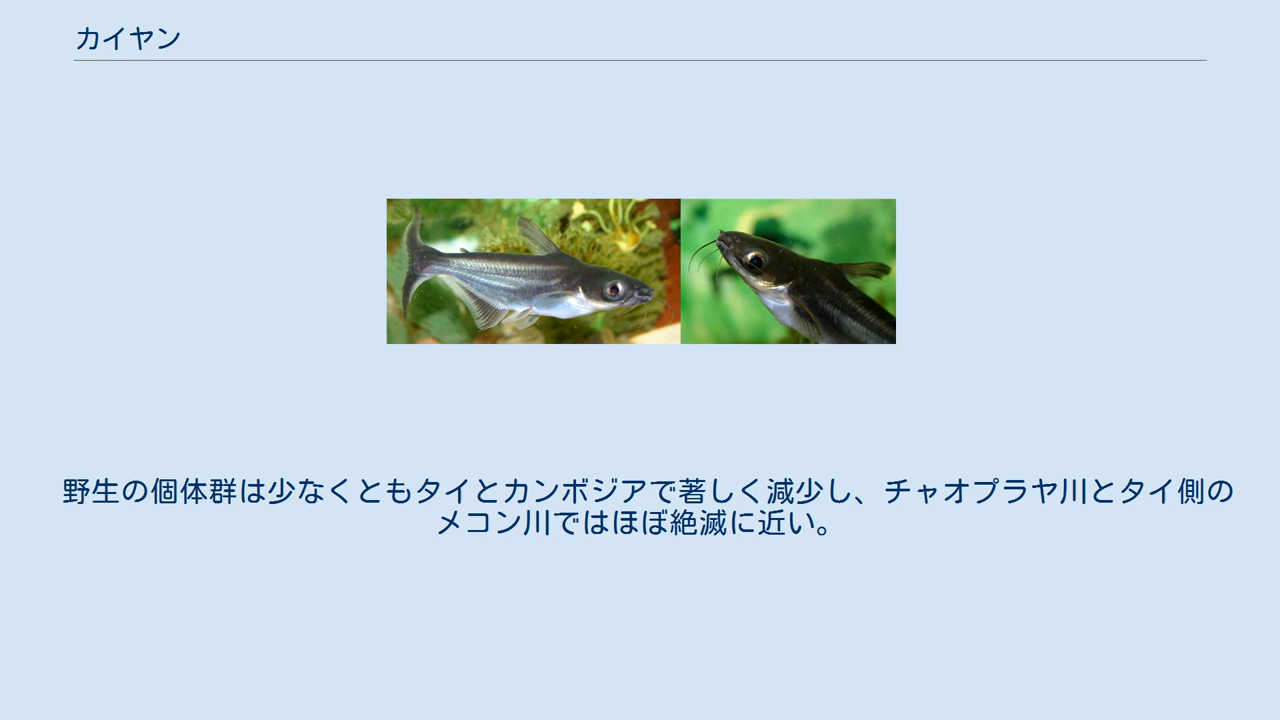 カイヤン
野生の個体群は少なくともタイとカンボジアで著しく減少し、チャオプラヤ川とタイ側の
メコン川ではほぼ絶滅に近い。